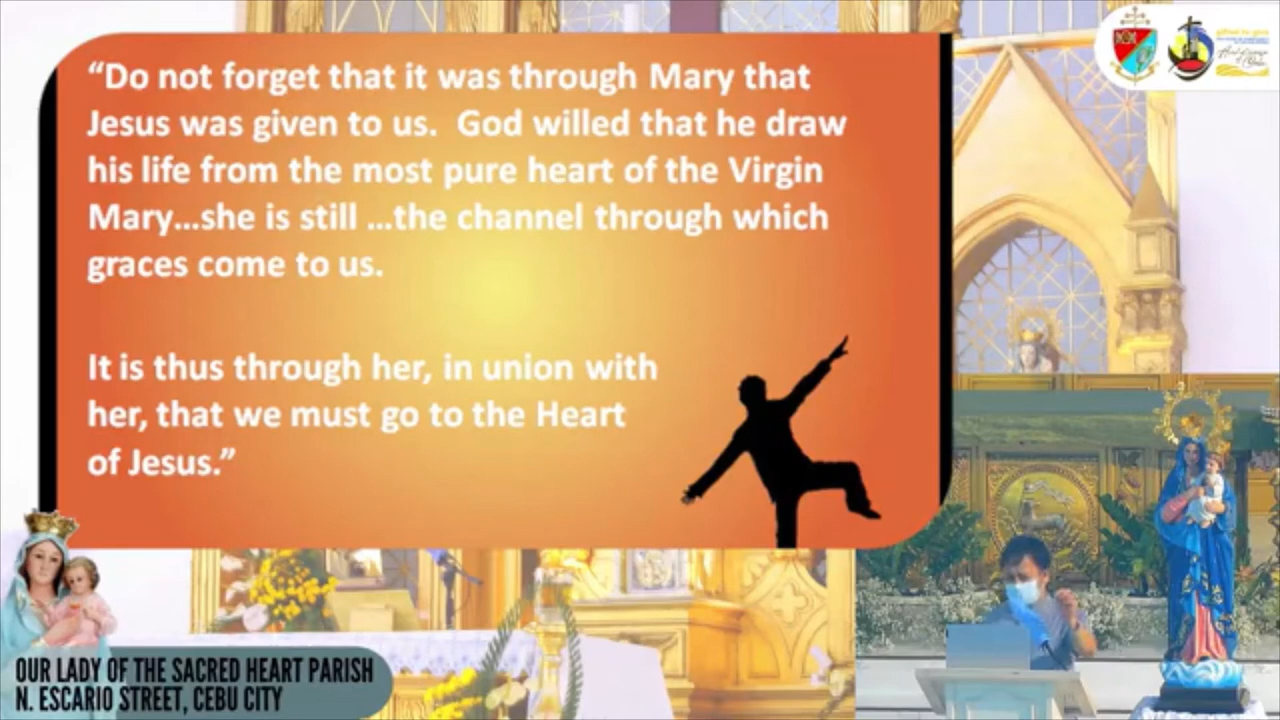 “Do not forget that it was through Mary that
Jesus was given to us.  God willed that he draw
his life from the most pure heart of the Virgin
Mary...she is still ...the channel through which
graces come to us.
It is thus through her, in union with
her, that we must go to the Heart
of Jesus.”
OUR LADY OF THE SACRED HEART PARISH
N. ESCARIO STREET, CEBU CITY